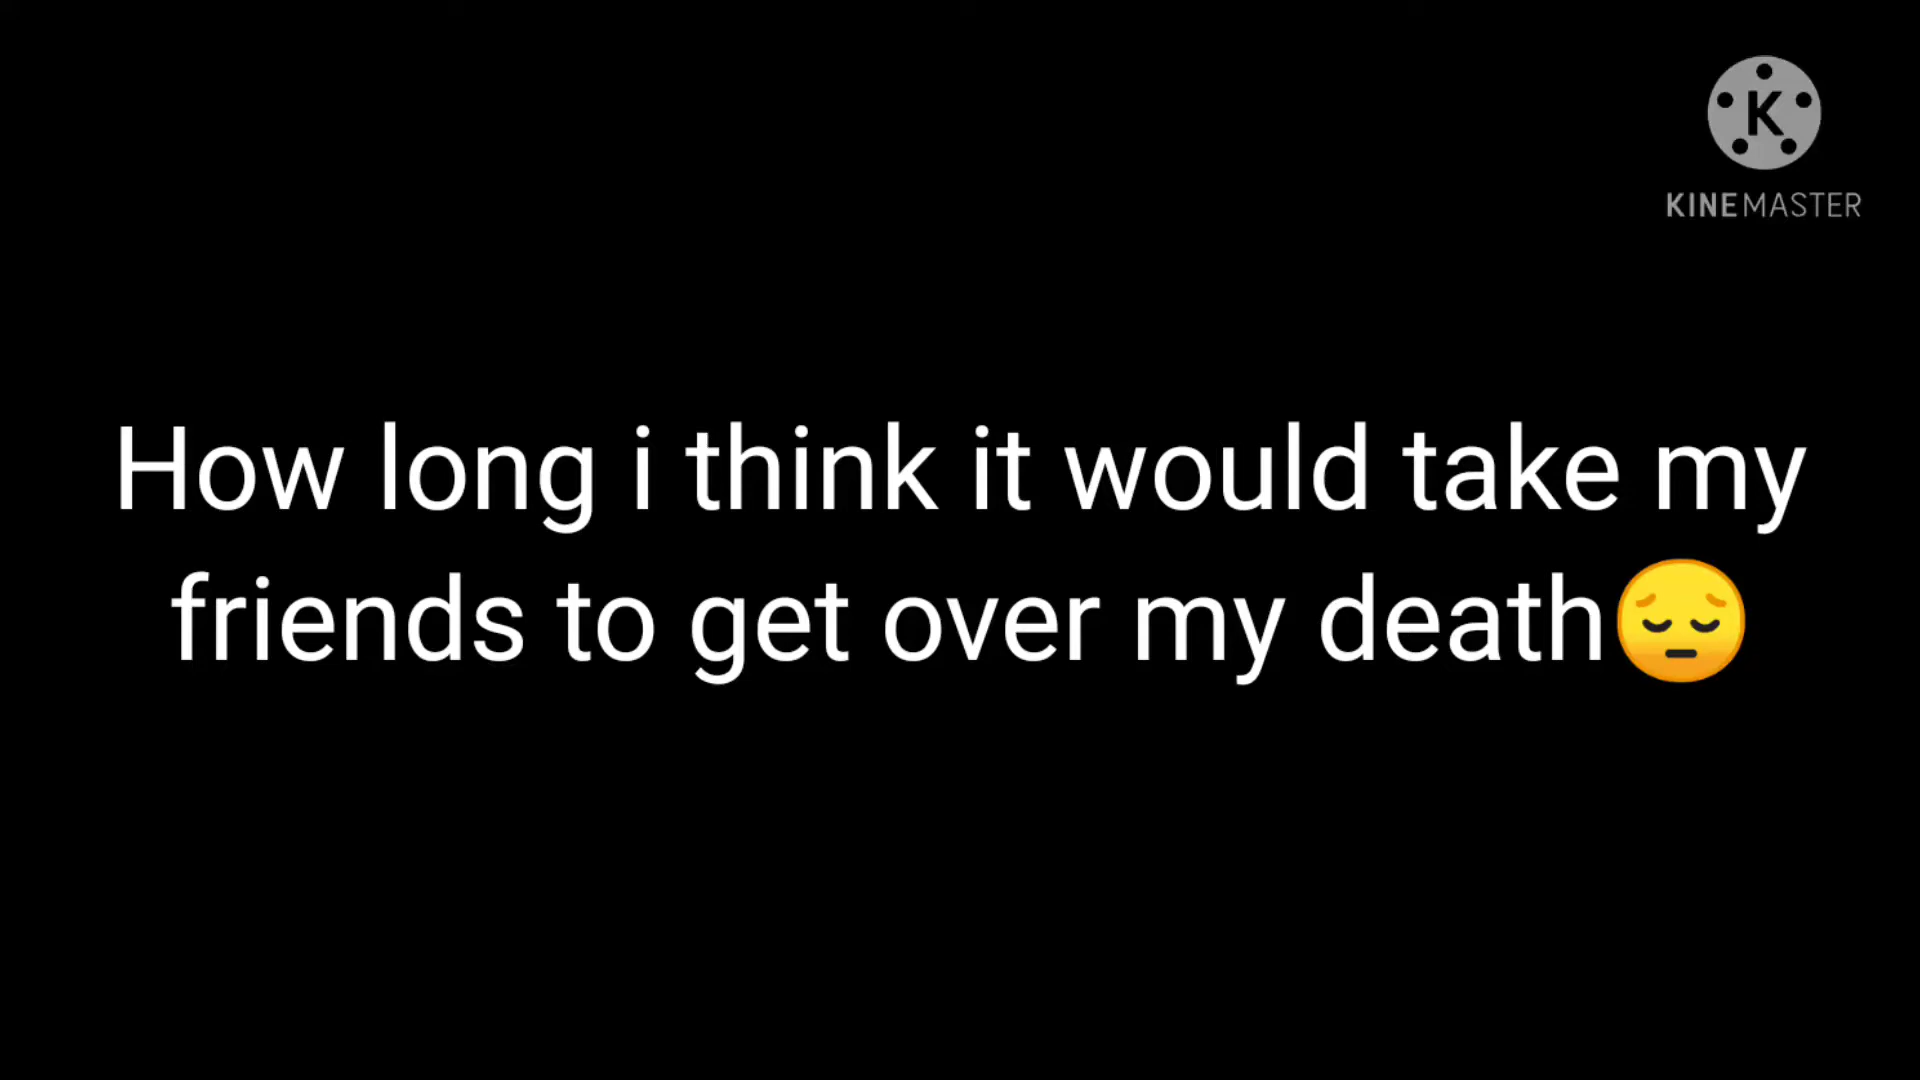 K
KINEMASTER
How long i think it would take my
friends to get over my death😔